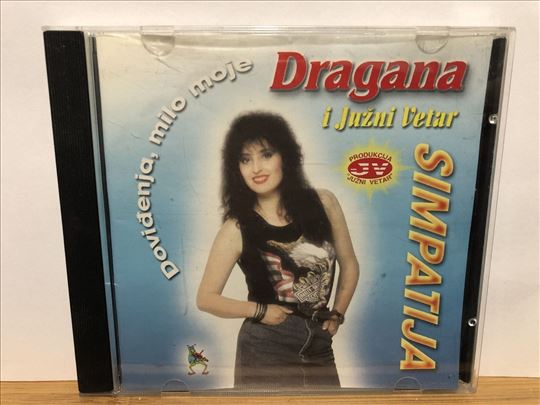 Dragana
i Južni Vetar
PRODUKCIJA
JV
JUŽNI VETAR
SIMPATIJA
Doviđenja, milo moje